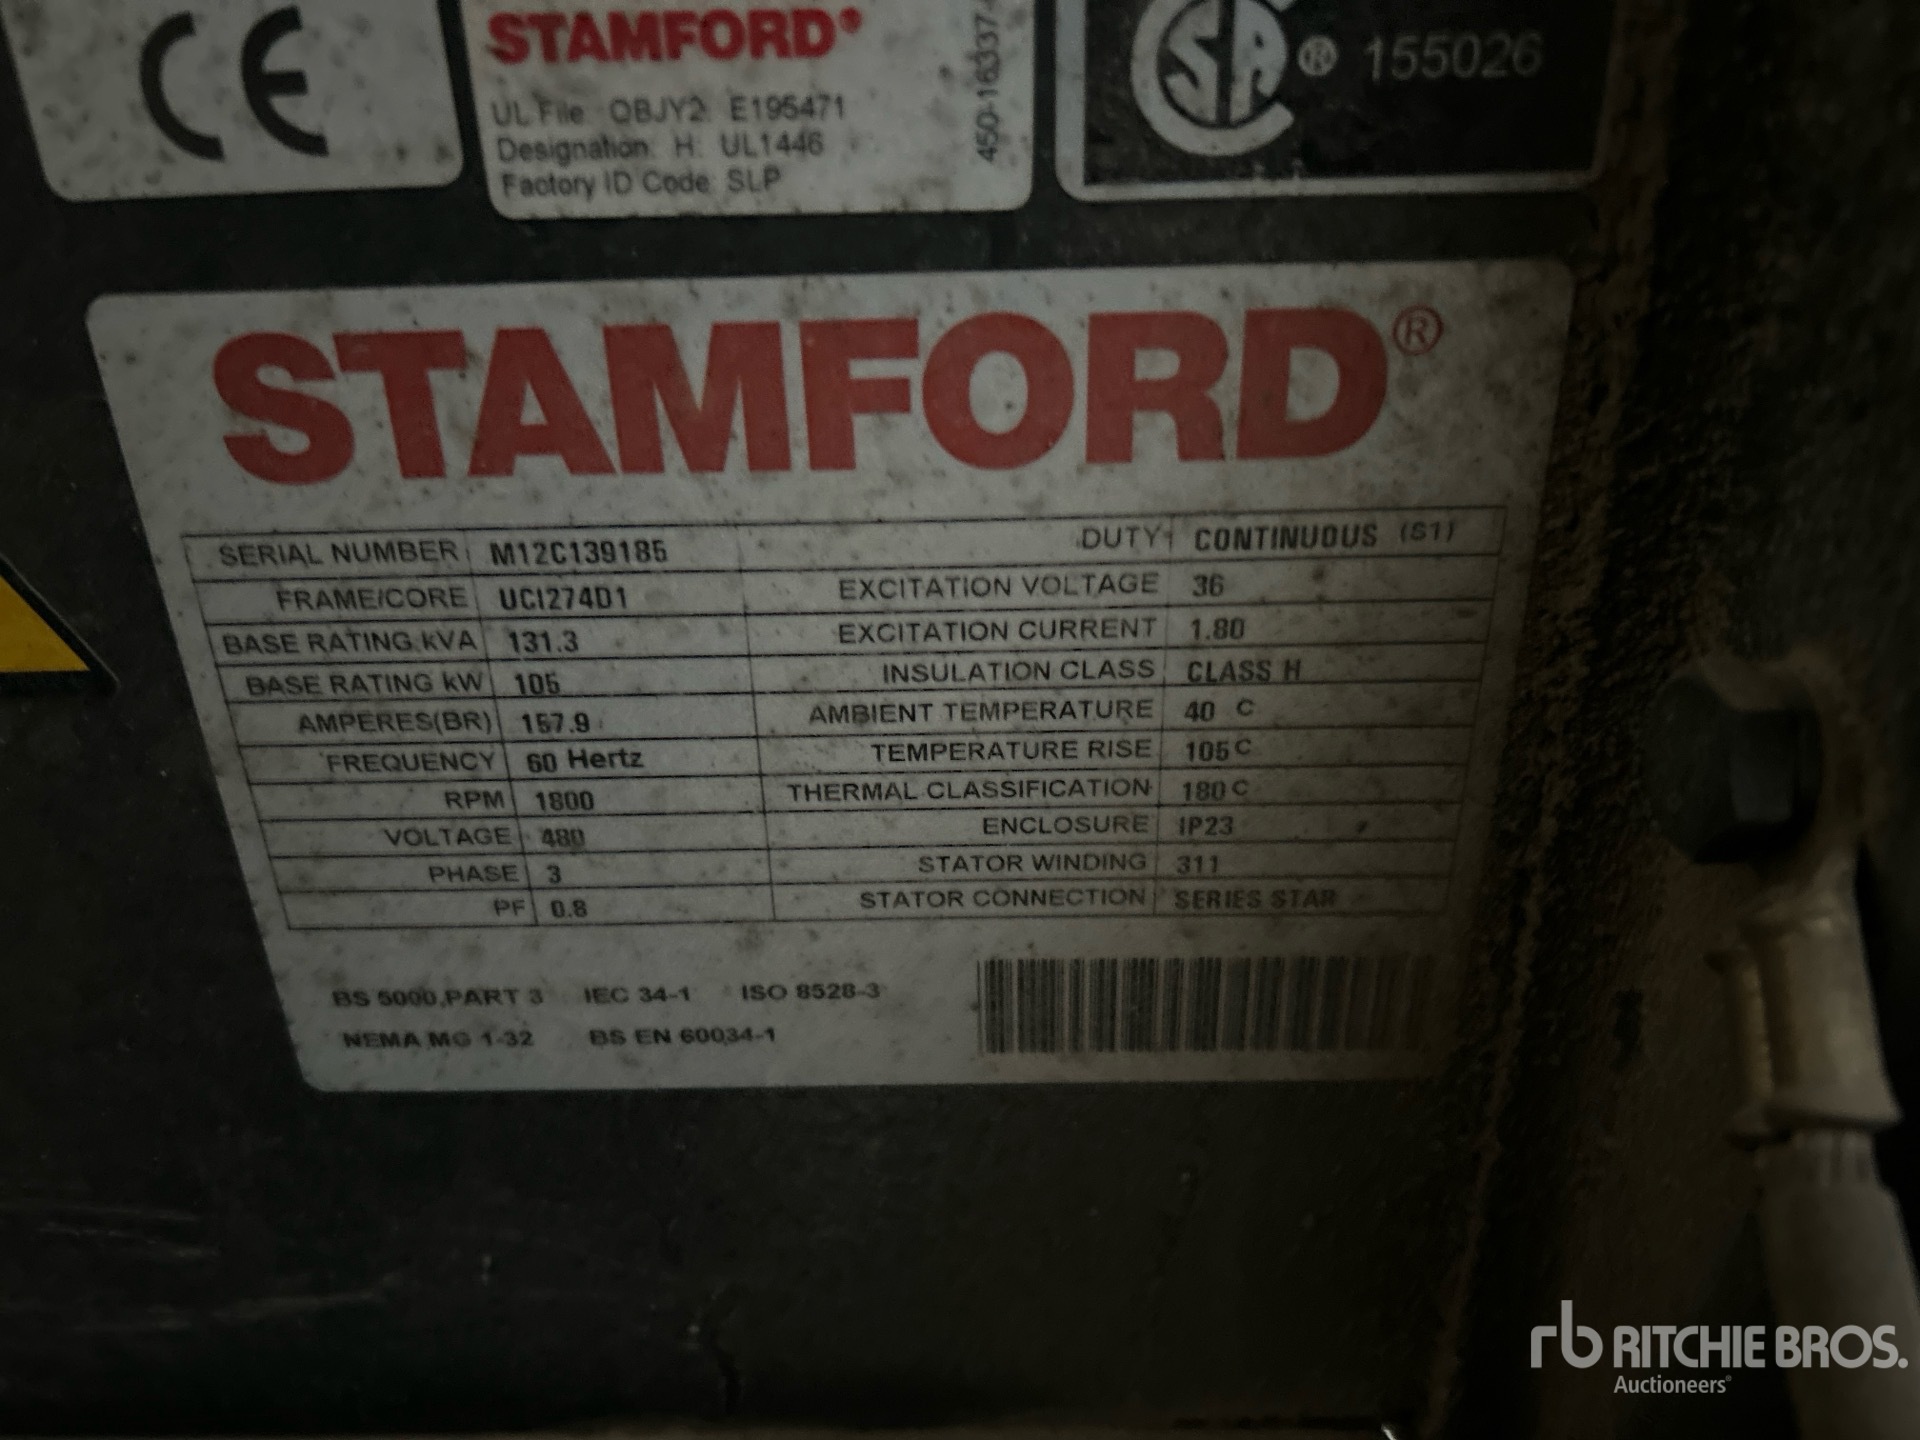 CE
STAMFORD®
UL File QBJY2 E195471
Designation: H: UL1446
Factory ID Code SLP
450-16337-
SA ® 155026
STAMFORD®
SERIAL NUMBER M12C139185 DUTY CONTINUOUS (S1)
FRAME/CORE UCI274D1 EXCITATION VOLTAGE 36
BASE RATING kVA 131.3 EXCITATION CURRENT 1.80
BASE RATING kW 105 INSULATION CLASS CLASS H
AMPERES(BR) 157.9 AMBIENT TEMPERATURE 40 C
FREQUENCY 60 Hertz TEMPERATURE RISE 105 C
RPM 1800 THERMAL CLASSIFICATION 180 C
VOLTAGE 480 ENCLOSURE IP23
PHASE 3 STATOR WINDING 311
PF 0.8 STATOR CONNECTION SERIES STAR
BS 5000,PART 3 IEC 34-1 ISO 8528-3
NEMA MG 1-32 BS EN 60034-1
rb RITCHIE BROS.
Auctioneers®